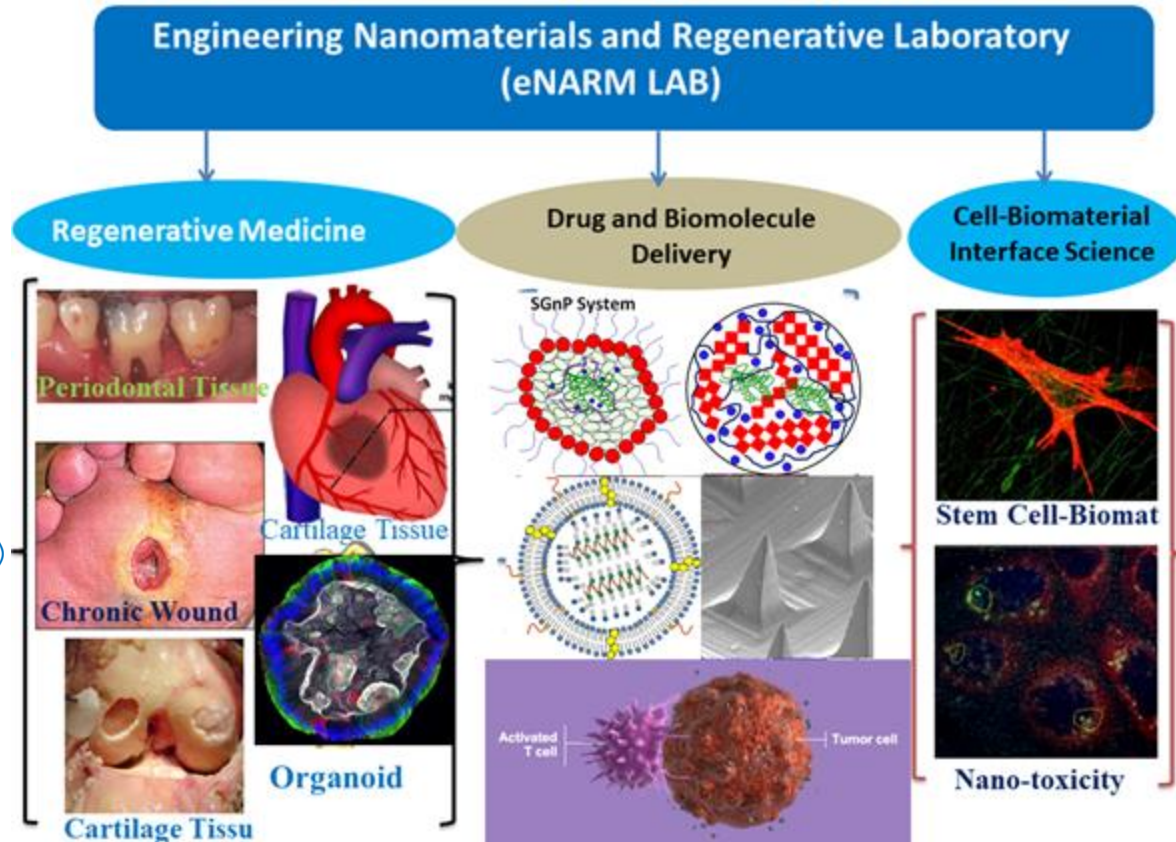 Engineering Nanomaterials and Regenerative Laboratory
(eNARM LAB)
Regenerative Medicine
Drug and Biomolecule
Delivery
Cell-Biomaterial
Interface Science
SGnP System
Periodontal Tissue
Cartilage Tissue
Chronic Wound
Organoid
Cartilage Tissu
Activated
T cell
Tumor cell
Stem Cell-Biomat
Nano-toxicity